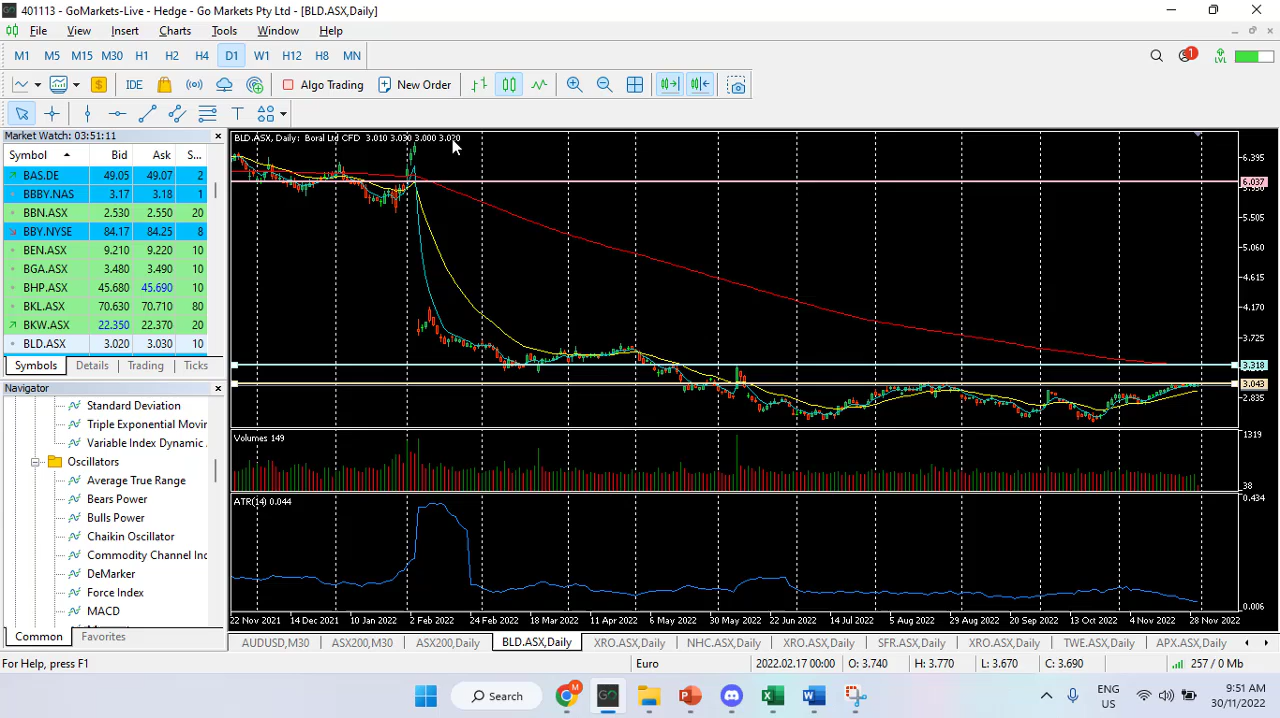 401113 - GoMarkets-Live - Hedge - Go Markets Pty Ltd - [BLD.ASX,Daily]
File View Insert Charts Tools Window Help
M1 M5 M15 M30 H1 H2 H4 D1 W1 H12 H8 MN
1 LVL
IDE Algo Trading New Order
Market Watch: 03:51:11
Symbol Bid Ask S...
BAS.DE 49.05 49.07 2
BBBY.NAS 3.17 3.18 1
BBN.ASX 2.530 2.550 20
BBY.NYSE 84.17 84.25 8
BEN.ASX 9.210 9.220 10
BGA.ASX 3.480 3.490 10
BHP.ASX 45.680 45.690 10
BKL.ASX 70.630 70.710 80
BKW.ASX 22.350 22.370 20
BLD.ASX 3.020 3.030 10
Symbols Details Trading Ticks
Navigator
Standard Deviation
Triple Exponential Movir
Variable Index Dynamic
Oscillators
Average True Range
Bears Power
Bulls Power
Chaikin Oscillator
Commodity Channel Inc
DeMarker
Force Index
MACD
Common Favorites
BLD.ASX, Daily: Boral Ltd CFD 3.010 3.030 3.000 3.020
6.395
6.037
5.505
5.060
4.615
4.170
3.725
3.318
3.043
2.835
Volumes 149
1319
38
ATR(14) 0.044
0.434
0.006
22 Nov 2021 14 Dec 2021 10 Jan 2022 2 Feb 2022 24 Feb 2022 18 Mar 2022 11 Apr 2022 6 May 2022 30 May 2022 22 Jun 2022 14 Jul 2022 5 Aug 2022 29 Aug 2022 20 Sep 2022 13 Oct 2022 4 Nov 2022 28 Nov 2022
AUDUSD,M30 ASX200,M30 ASX200,Daily BLD.ASX,Daily XRO.ASX,Daily NHC.ASX,Daily XRO.ASX,Daily SFR.ASX,Daily XRO.ASX,Daily TWE.ASX,Daily APX.ASX,Daily
For Help, press F1 Euro 2022.02.17 00:00 O: 3.740 H: 3.770 L: 3.670 C: 3.690 257 / 0 Mb
Search
ENG
US
9:51 AM
30/11/2022